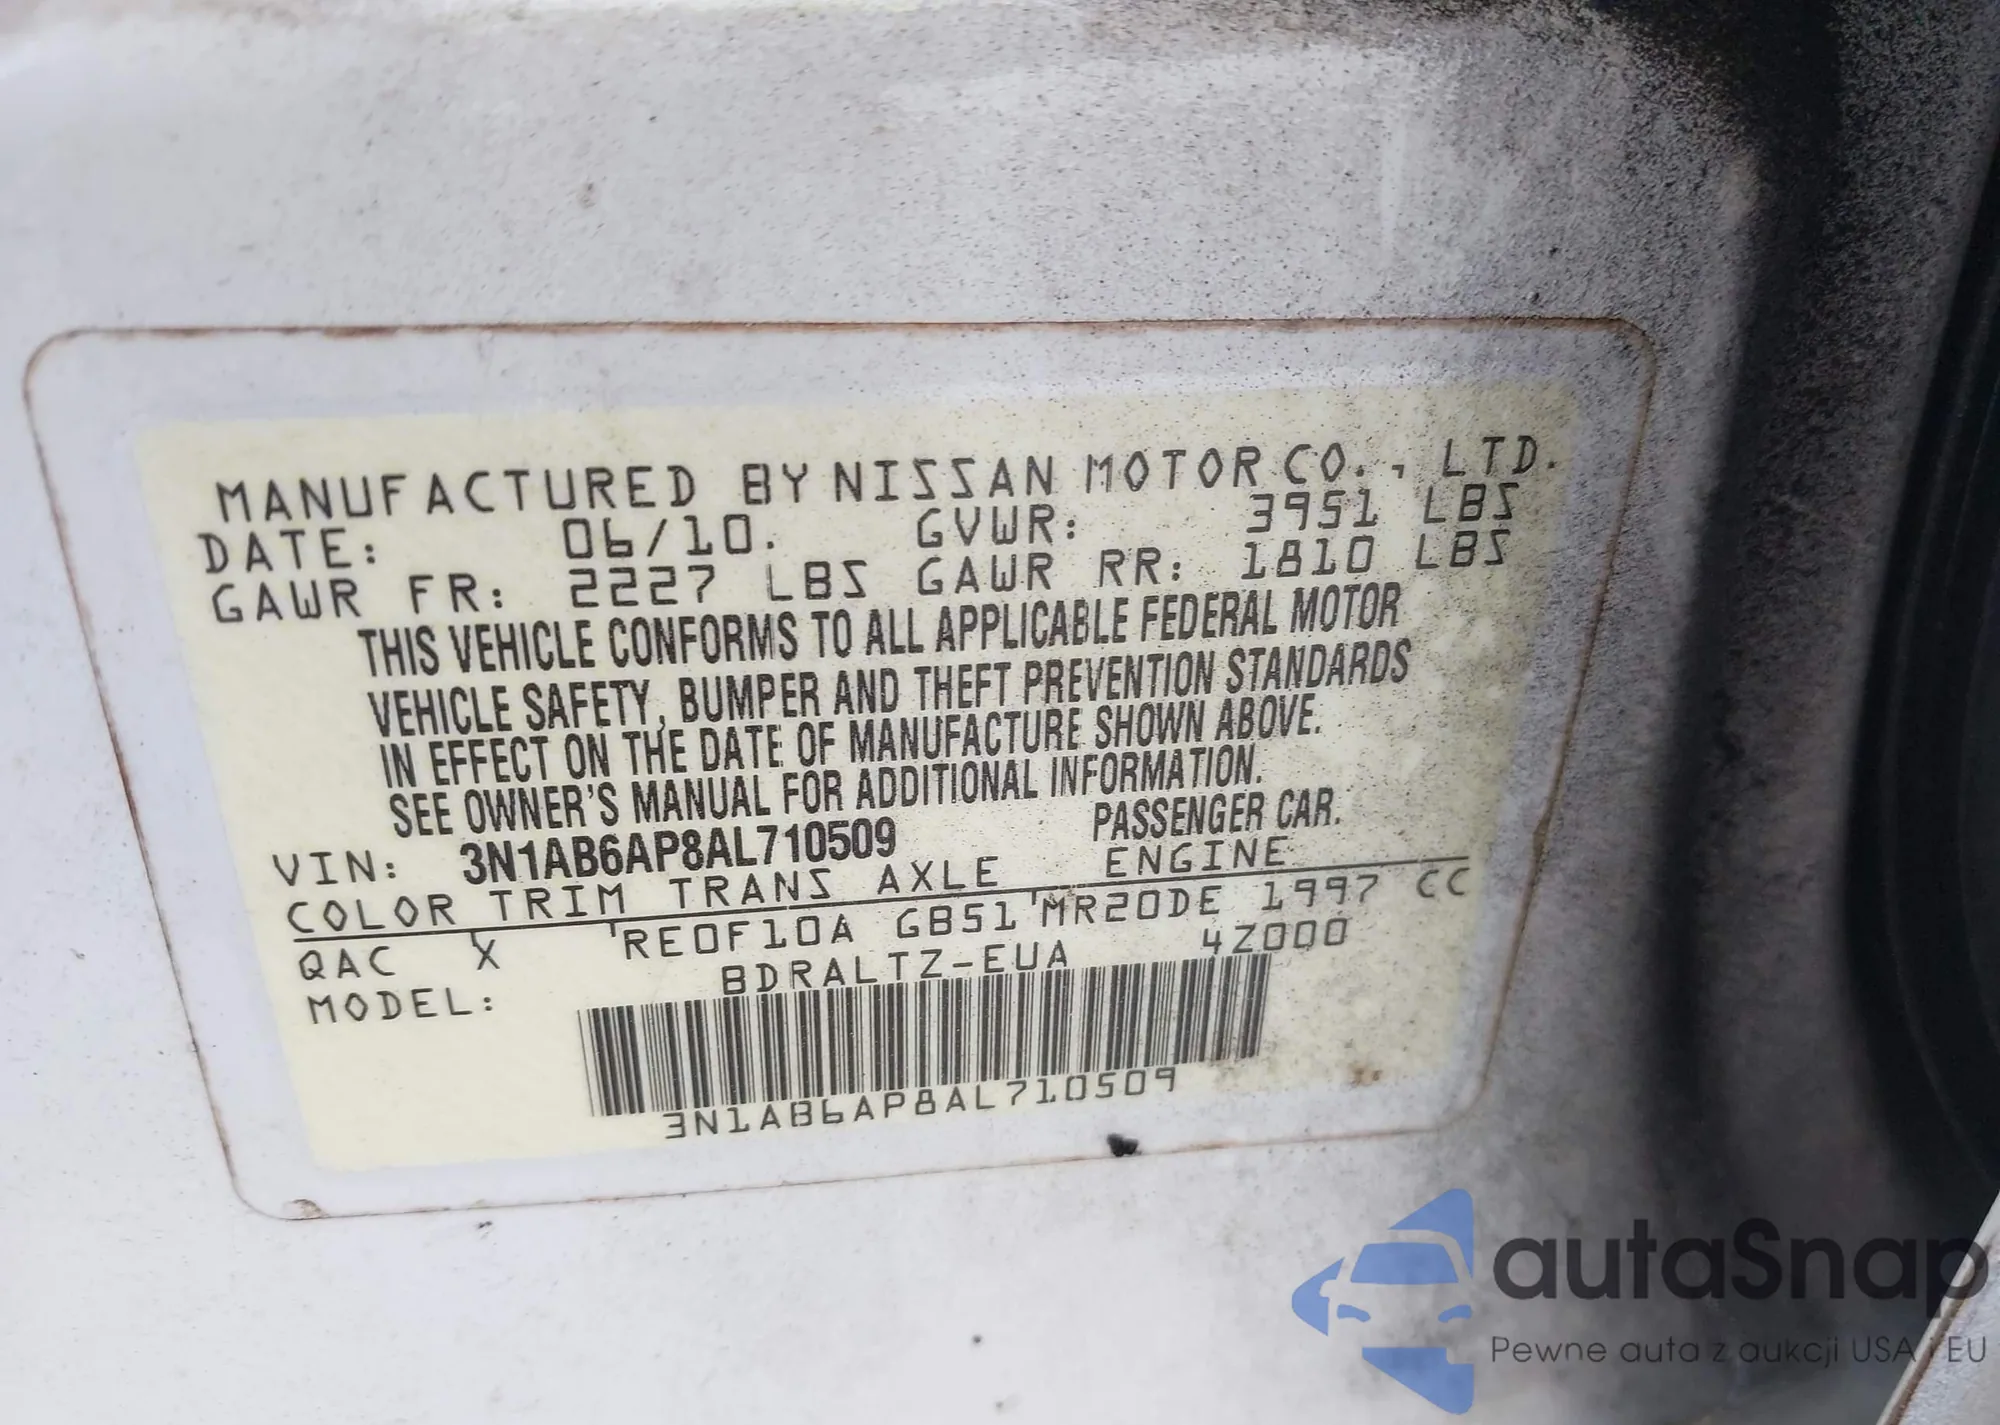 MANUFACTURED BY NISSAN MOTOR CO., LTD.
DATE: 06/10. GVWR: 3951 LBS
GAWR FR: 2227 LBS GAWR RR: 1810 LBS
THIS VEHICLE CONFORMS TO ALL APPLICABLE FEDERAL MOTOR
VEHICLE SAFETY, BUMPER AND THEFT PREVENTION STANDARDS
IN EFFECT ON THE DATE OF MANUFACTURE SHOWN ABOVE.
SEE OWNER'S MANUAL FOR ADDITIONAL INFORMATION.
VIN: 3N1AB6AP8AL710509 PASSENGER CAR.
COLOR TRIM TRANS AXLE ENGINE
QAC X RE0F10A GB51 MR20DE 1997 CC
MODEL: BDRALTZ-EUA 4Z000
3N1AB6AP8AL710509
autaSnap
Pewne auta z aukcji USA i EU